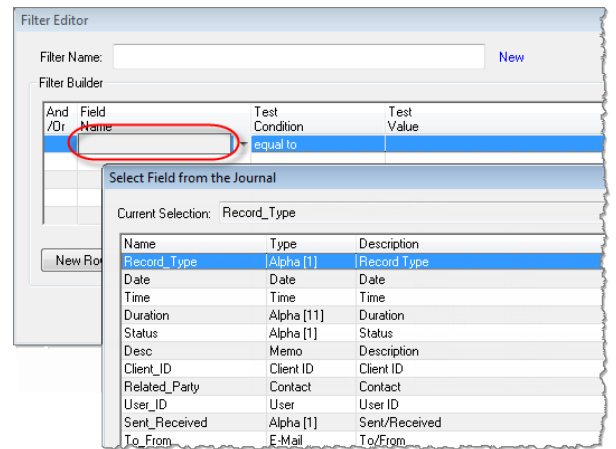 Filter Editor
Filter Name: New
Filter Builder
And /Or Field Name Test Condition Test Value
equal to
New Ro
Select Field from the Journal
Current Selection: Record_Type
Name Type Description
Record_Type Alpha [1] Record Type
Date Date Date
Time Time Time
Duration Alpha [11] Duration
Status Alpha [1] Status
Desc Memo Description
Client_ID Client ID Client ID
Related_Party Contact Contact
User_ID User User ID
Sent_Received Alpha [1] Sent/Received
To_From E-Mail To/From